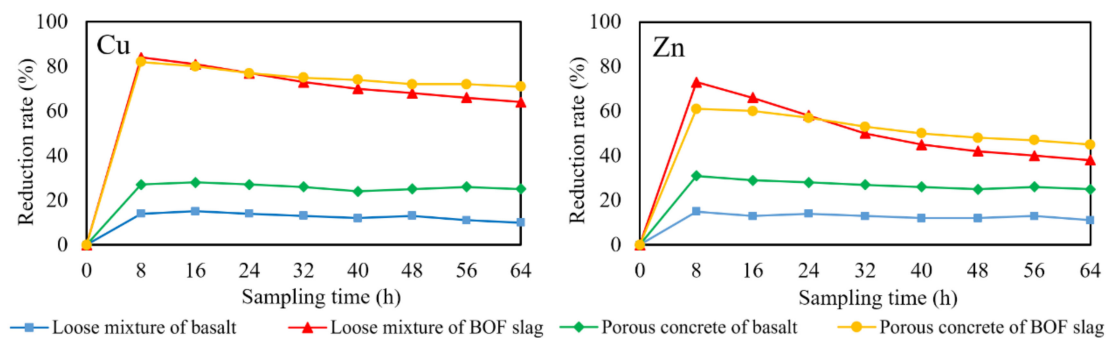 Cu
Reduction rate (%)
100
80
60
40
20
0
0 8 16 24 32 40 48 56 64
Sampling time (h)
Zn
Reduction rate (%)
100
80
60
40
20
0
0 8 16 24 32 40 48 56 64
Sampling time (h)
Loose mixture of basalt Loose mixture of BOF slag Porous concrete of basalt Porous concrete of BOF slag